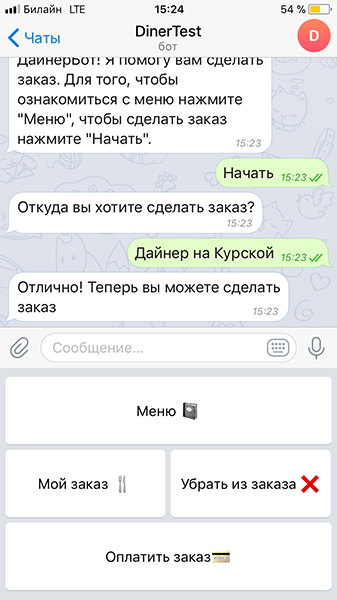 Билайн LTE 15:24 54 %
Чаты DinerTest D
бот
ДайнерБот! Я помогу вам сделать
заказ. Для того, чтобы
ознакомиться с меню нажмите
"Меню", чтобы сделать заказ
нажмите "Начать".
15:23
Начать 15:23
Откуда вы хотите сделать заказ?
15:23
Дайнер на Курской 15:23
Отлично! Теперь вы можете сделать
заказ 15:23
Сообщение...
Меню
Мой заказ Убрать из заказа
Оплатить заказ